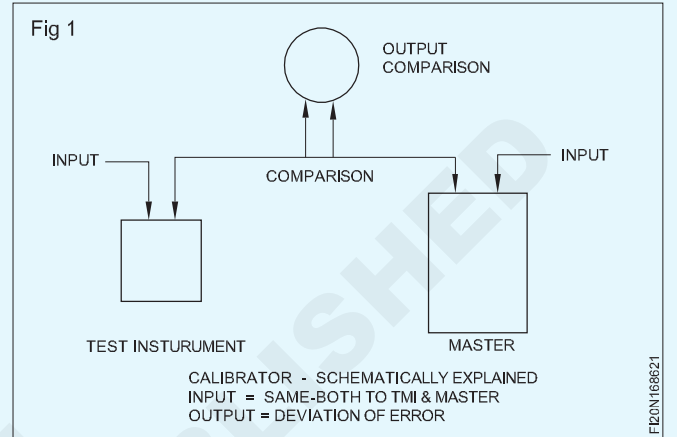 Fig 1
OUTPUT
COMPARISON
INPUT
INPUT
COMPARISON
TEST INSTURUMENT
MASTER
CALIBRATOR - SCHEMATICALLY EXPLAINED
INPUT = SAME-BOTH TO TMI & MASTER
OUTPUT = DEVIATION OF ERROR
FI20N168621